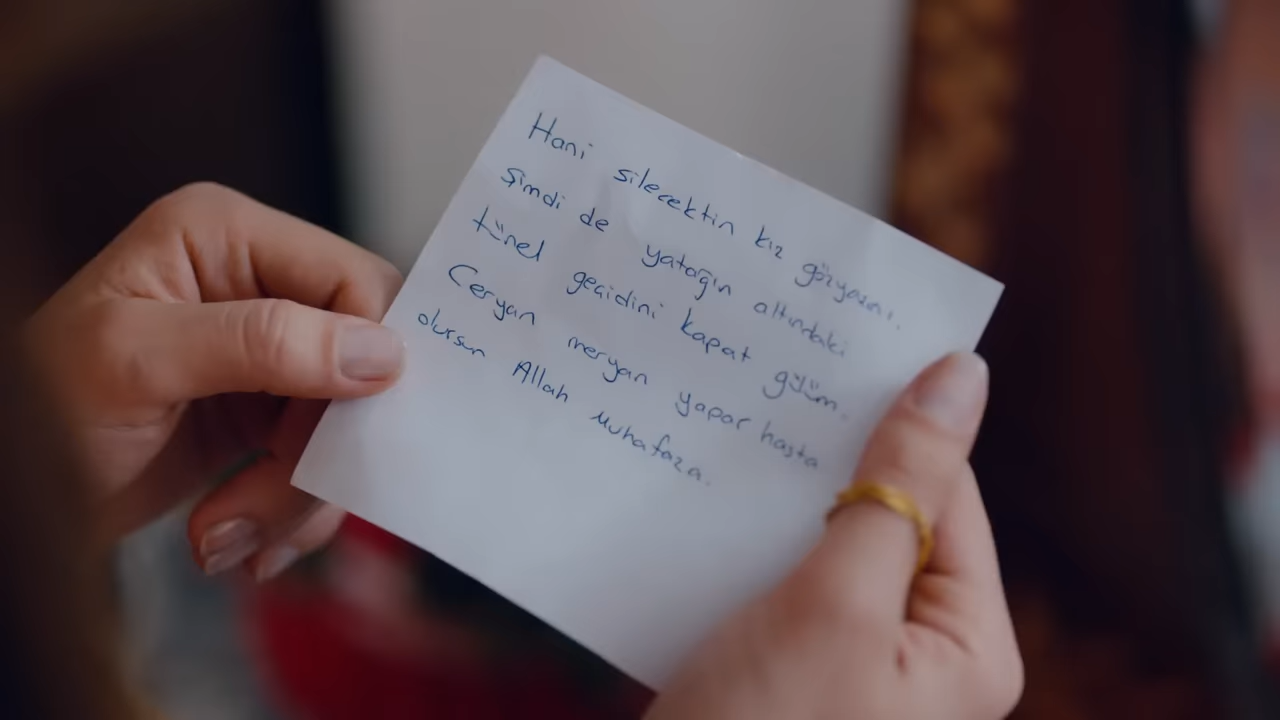 Hani silecektin kız gözyaşını.
Şimdi de yatağın altındaki
tünel geçidini kapat gülüm.
Ceryan meryan yapar hasta
olursun Allah muhafaza.